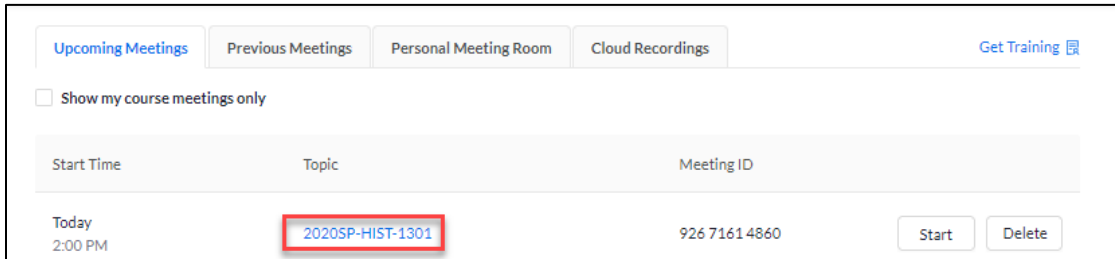 Upcoming Meetings Previous Meetings Personal Meeting Room Cloud Recordings Get Training
Show my course meetings only
Start Time Topic Meeting ID
Today
2:00 PM
2020SP-HIST-1301 926 7161 4860 Start Delete